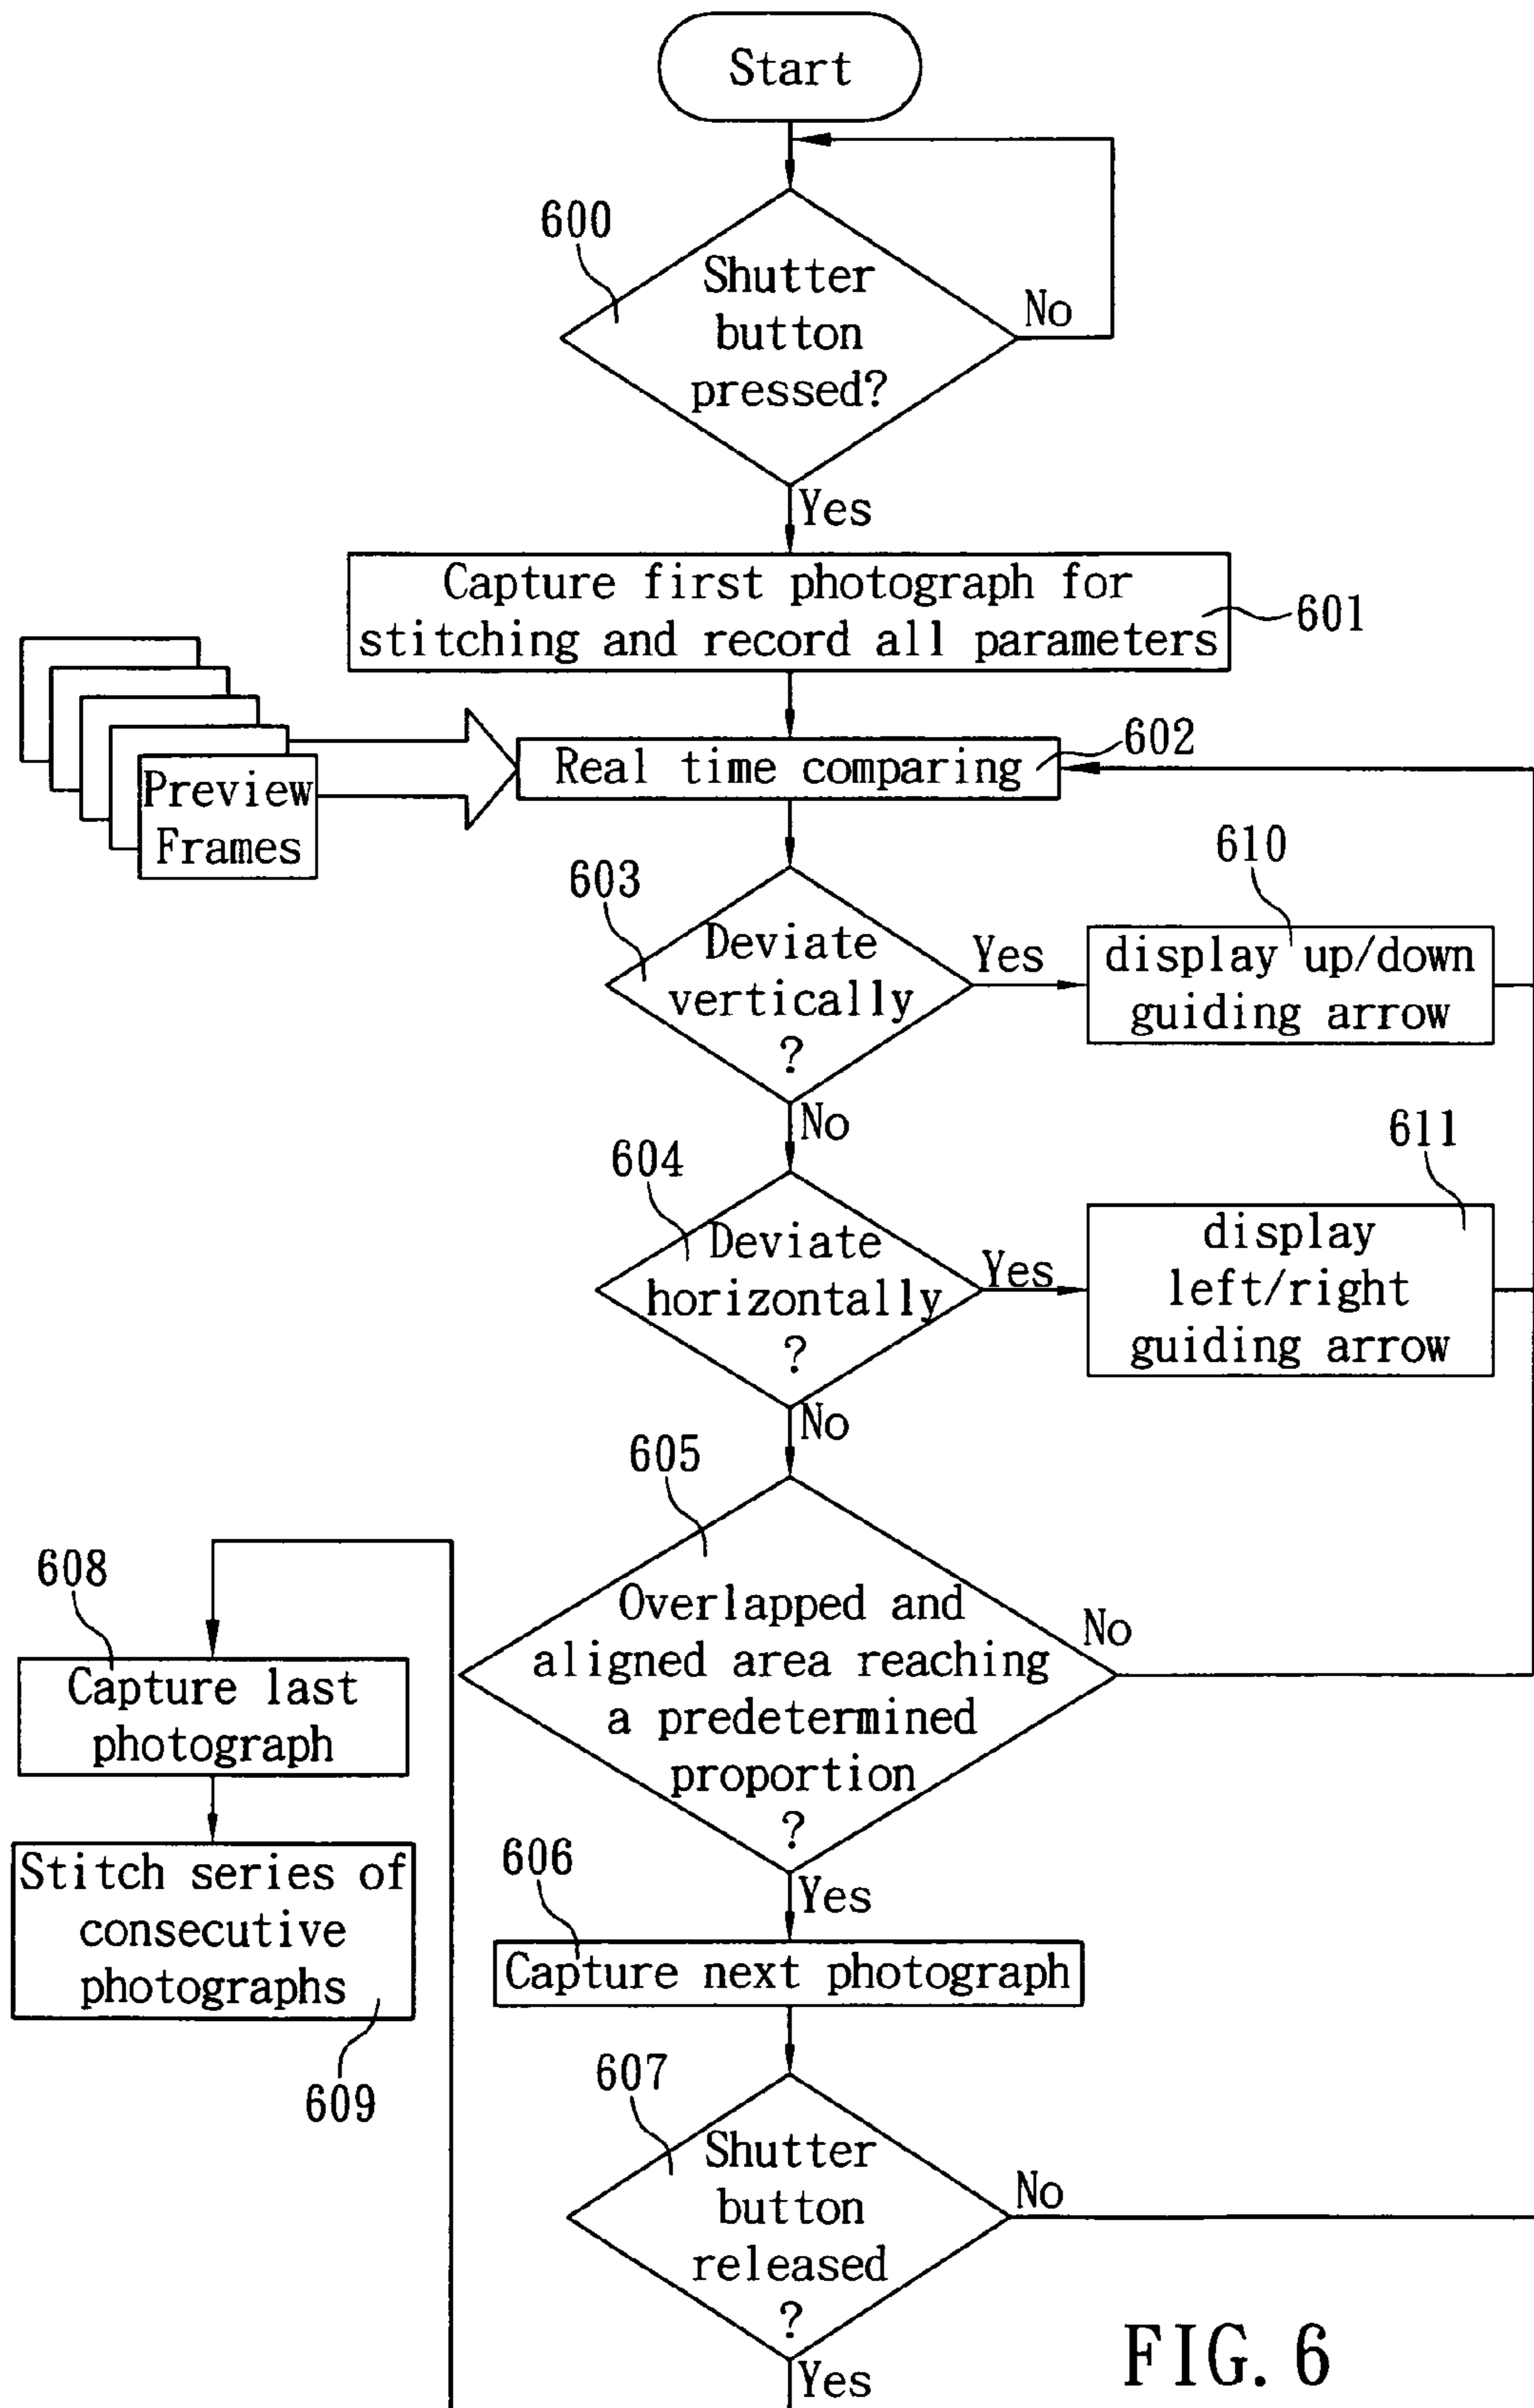 Start
600
Shutter
button
pressed?
No
Yes
Capture first photograph for
stitching and record all parameters
601
Preview
Frames
Real time comparing
602
603
Deviate
vertically
?
Yes
610
display up/down
guiding arrow
No
604
Deviate
horizontally
?
Yes
611
display
left/right
guiding arrow
No
605
Overlapped and
aligned area reaching
a predetermined
proportion
?
No
Yes
606
Capture next photograph
607
Shutter
button
released
?
No
Yes
608
Capture last
photograph
Stitch series of
consecutive
photographs
609
FIG. 6